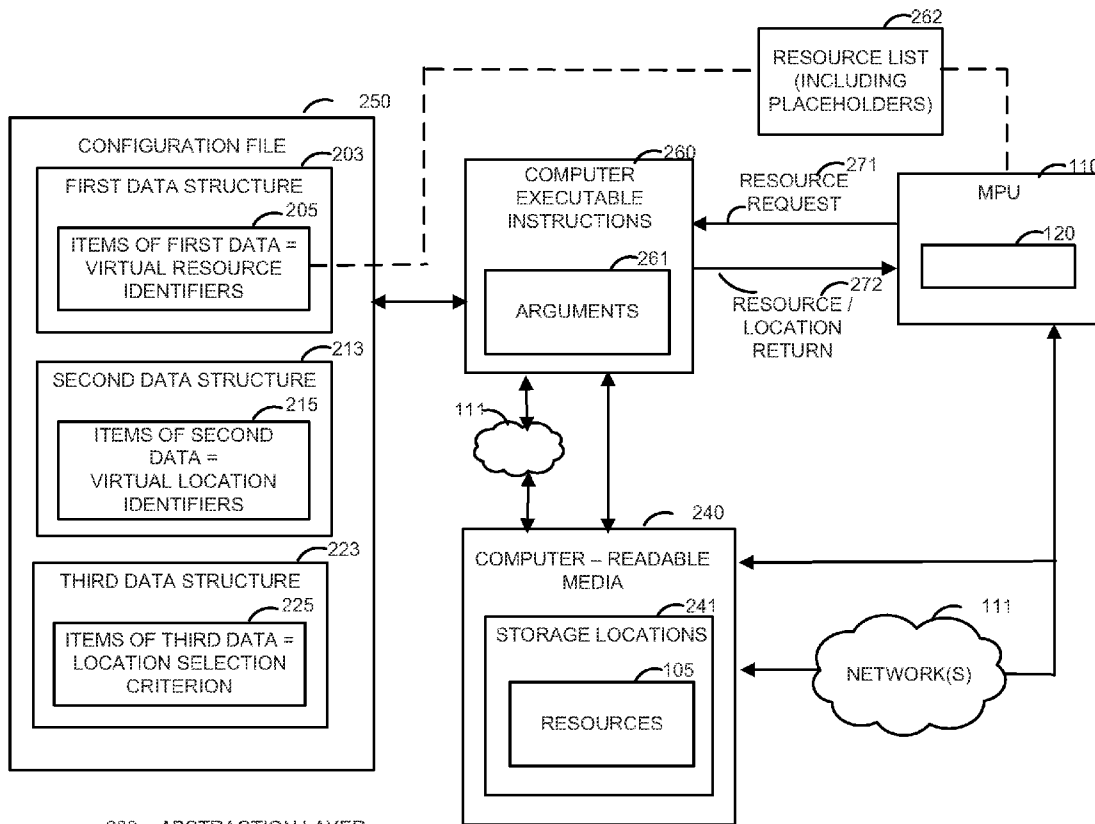 262
RESOURCE LIST
(INCLUDING
PLACEHOLDERS)
250
CONFIGURATION FILE
203
FIRST DATA STRUCTURE
205
ITEMS OF FIRST DATA =
VIRTUAL RESOURCE
IDENTIFIERS
213
SECOND DATA STRUCTURE
215
ITEMS OF SECOND
DATA =
VIRTUAL LOCATION
IDENTIFIERS
223
THIRD DATA STRUCTURE
225
ITEMS OF THIRD DATA =
LOCATION SELECTION
CRITERION
260
COMPUTER
EXECUTABLE
INSTRUCTIONS
261
ARGUMENTS
271
RESOURCE
REQUEST
272
RESOURCE /
LOCATION
RETURN
110
MPU
120
111
240
COMPUTER – READABLE
MEDIA
241
STORAGE LOCATIONS
105
RESOURCES
111
NETWORK(S)
ABSTRACTION LAYER